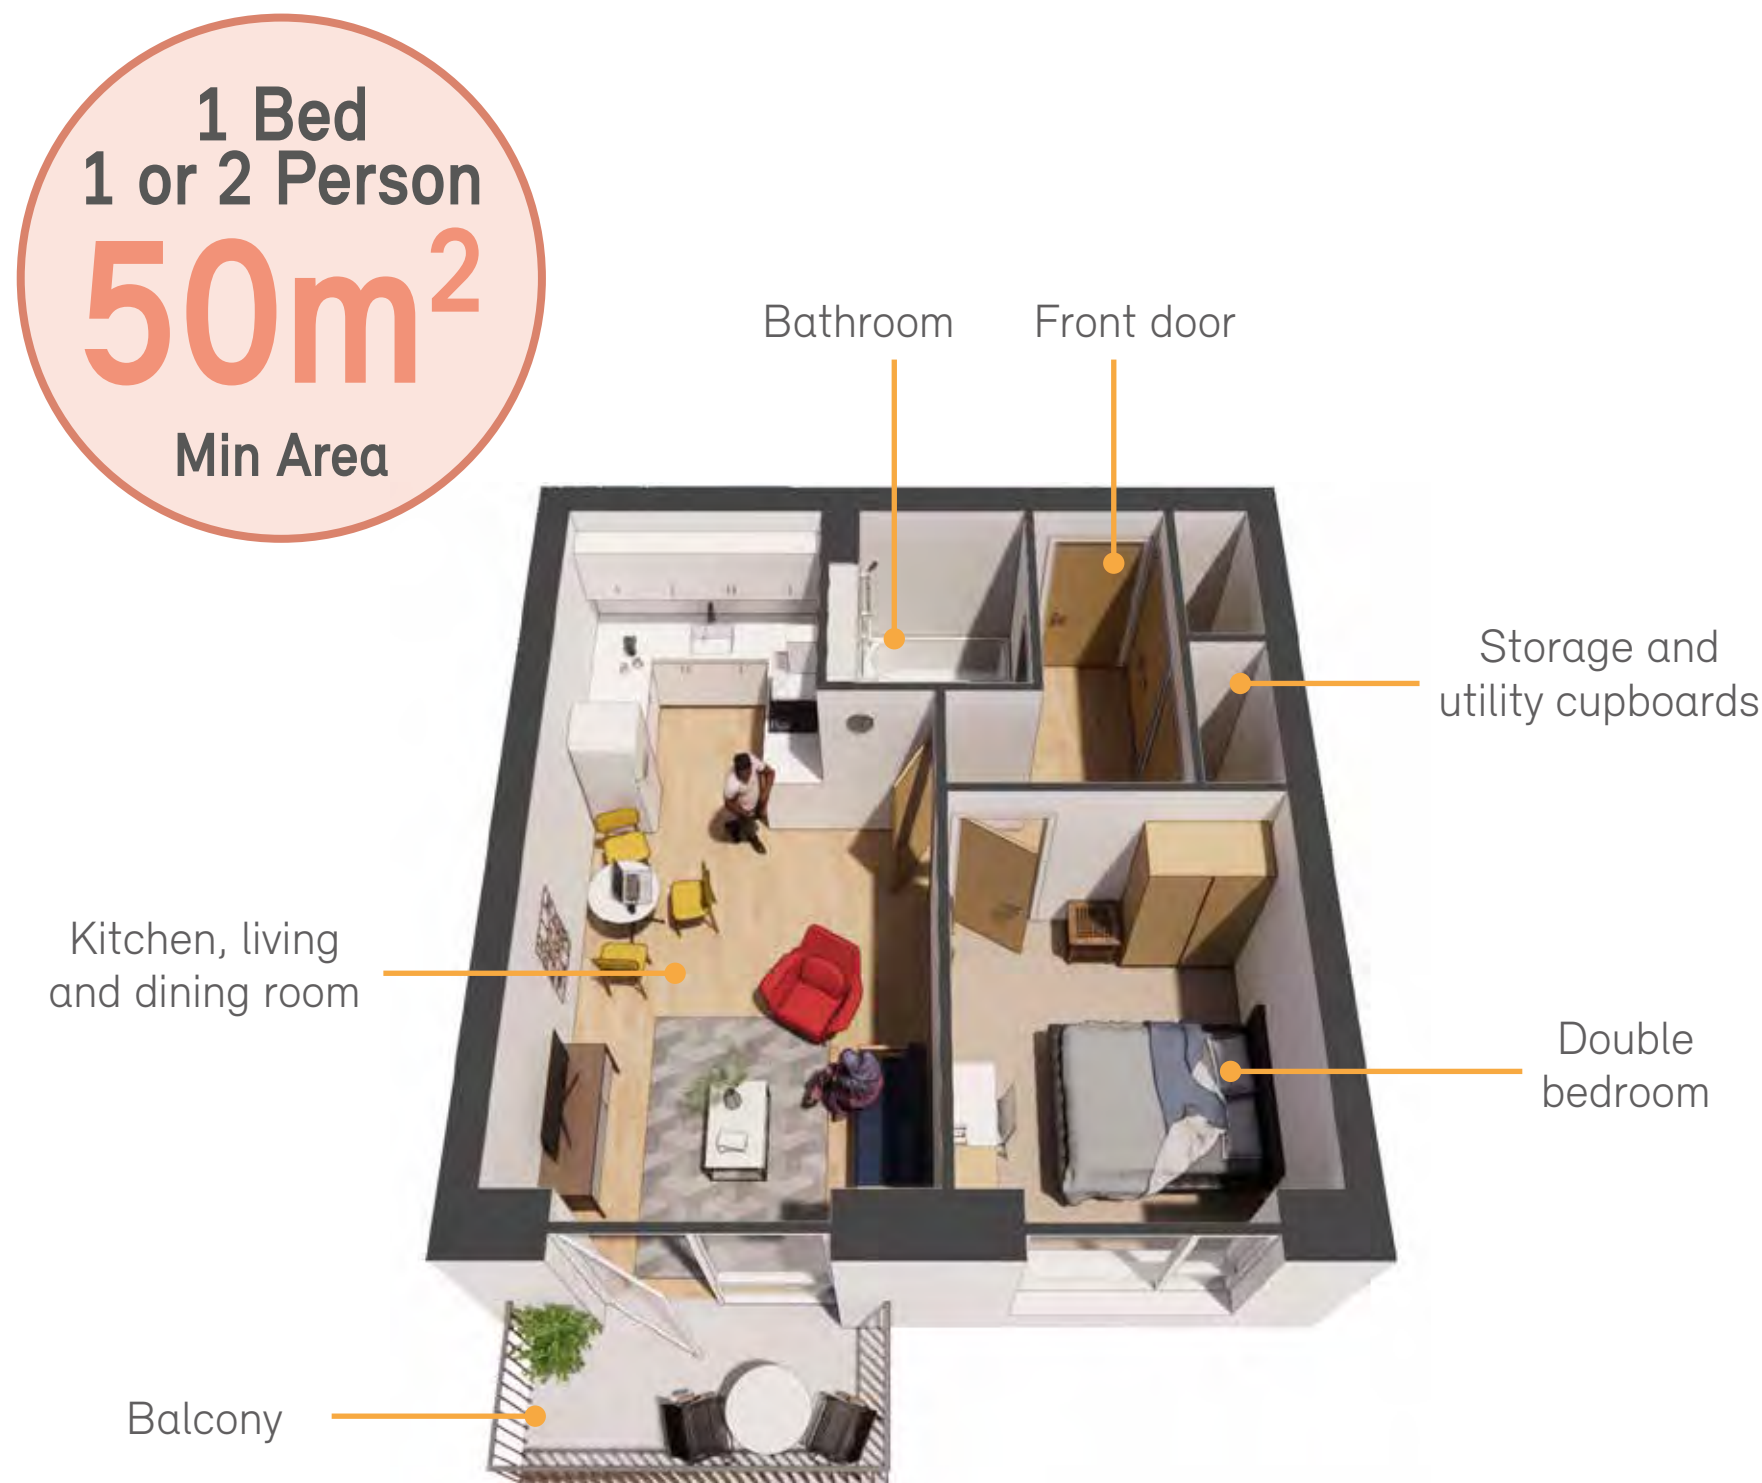 1 Bed
1 or 2 Person
50m²
Min Area
Bathroom
Front door
Storage and
utility cupboards
Kitchen, living
and dining room
Double
bedroom
Balcony